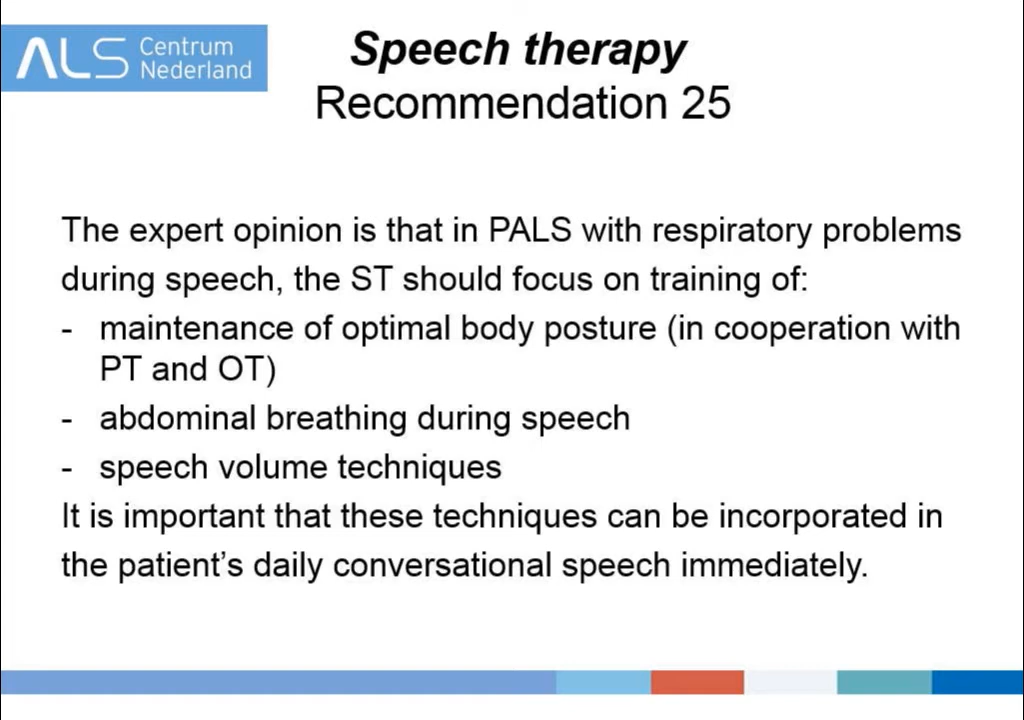 ALS Centrum
Nederland
Speech therapy
Recommendation 25
The expert opinion is that in PALS with respiratory problems
during speech, the ST should focus on training of:
- maintenance of optimal body posture (in cooperation with
PT and OT)
- abdominal breathing during speech
- speech volume techniques
It is important that these techniques can be incorporated in
the patient’s daily conversational speech immediately.